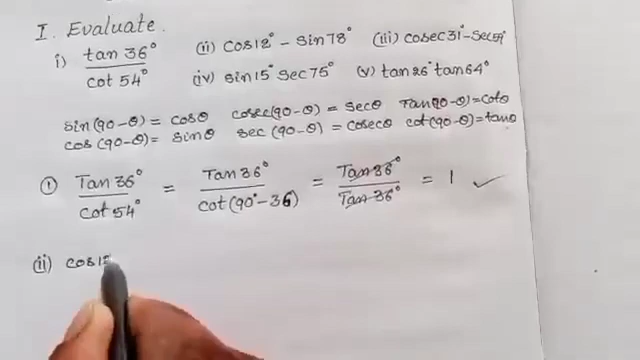 I. Evaluate.
i) tan 36° / cot 54° (ii) cos 12° - sin 78° (iii) cosec 31° - sec 59°
(iv) sin 15° sec 75° (v) tan 26° tan 64°
sin(90-θ) = cosθ cosec(90-θ) = secθ Tan(90-θ) = cotθ
cos(90-θ) = sinθ sec(90-θ) = cosecθ cot(90-θ) = tanθ
① Tan 36° / cot 54° = Tan 36° / cot(90°-36) = Tan 36° / Tan 36° = 1 ✓
(ii) cos 12